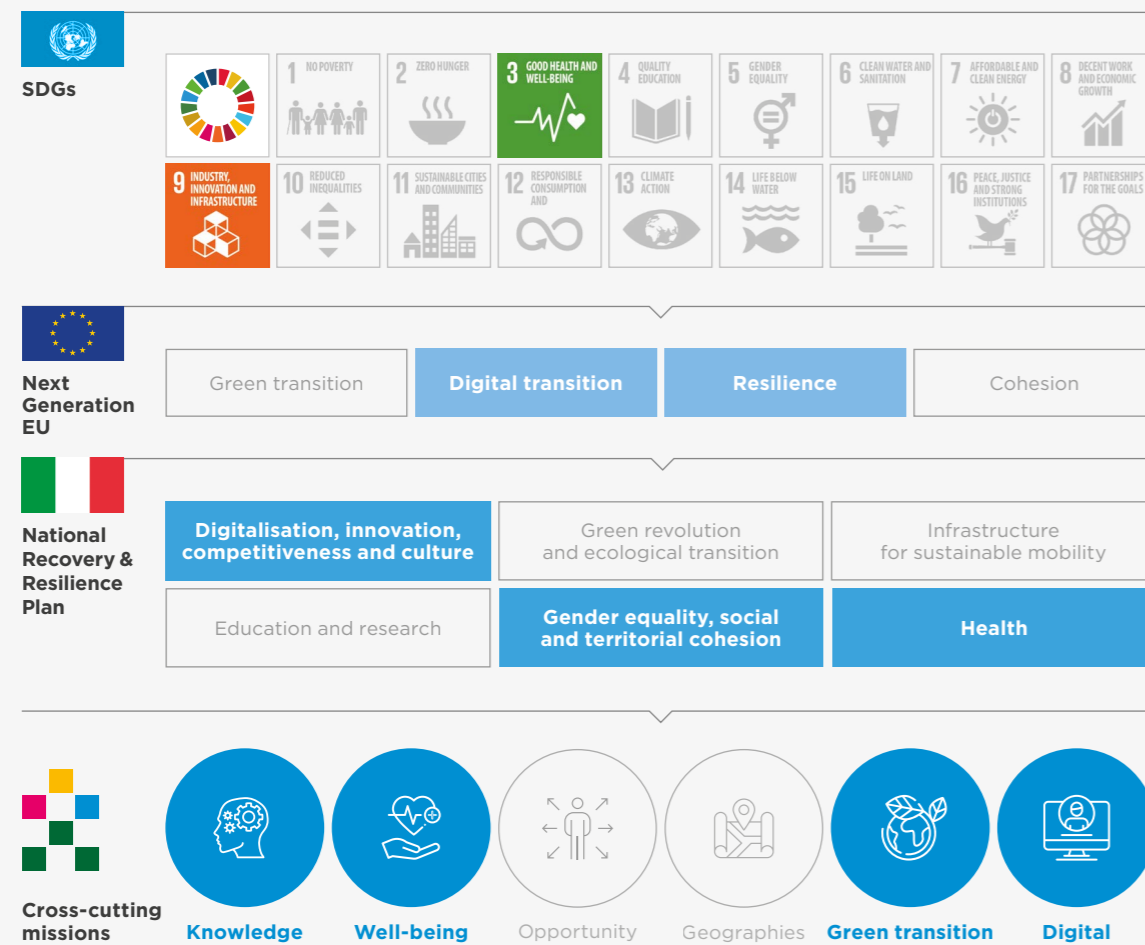 SDGs
1 NO POVERTY
2 ZERO HUNGER
3 GOOD HEALTH AND
WELL-BEING
4 QUALITY
EDUCATION
5 GENDER
EQUALITY
6 CLEAN WATER AND
SANITATION
7 AFFORDABLE AND
CLEAN ENERGY
8 DECENT WORK
AND ECONOMIC
GROWTH
9 INDUSTRY,
INNOVATION AND
INFRASTRUCTURE
10 REDUCED
INEQUALITIES
11 SUSTAINABLE CITIES
AND COMMUNITIES
12 RESPONSIBLE
CONSUMPTION
AND
13 CLIMATE
ACTION
14 LIFE BELOW
WATER
15 LIFE ON LAND
16 PEACE, JUSTICE
AND STRONG
INSTITUTIONS
17 PARTNERSHIPS
FOR THE GOALS
Next
Generation
EU
Green transition
Digital transition
Resilience
Cohesion
National
Recovery &
Resilience
Plan
Digitalisation, innovation,
competitiveness and culture
Green revolution
and ecological transition
Infrastructure
for sustainable mobility
Education and research
Gender equality, social
and territorial cohesion
Health
Cross-cutting
missions
Knowledge
Well-being
Opportunity
Geographies
Green transition
Digital